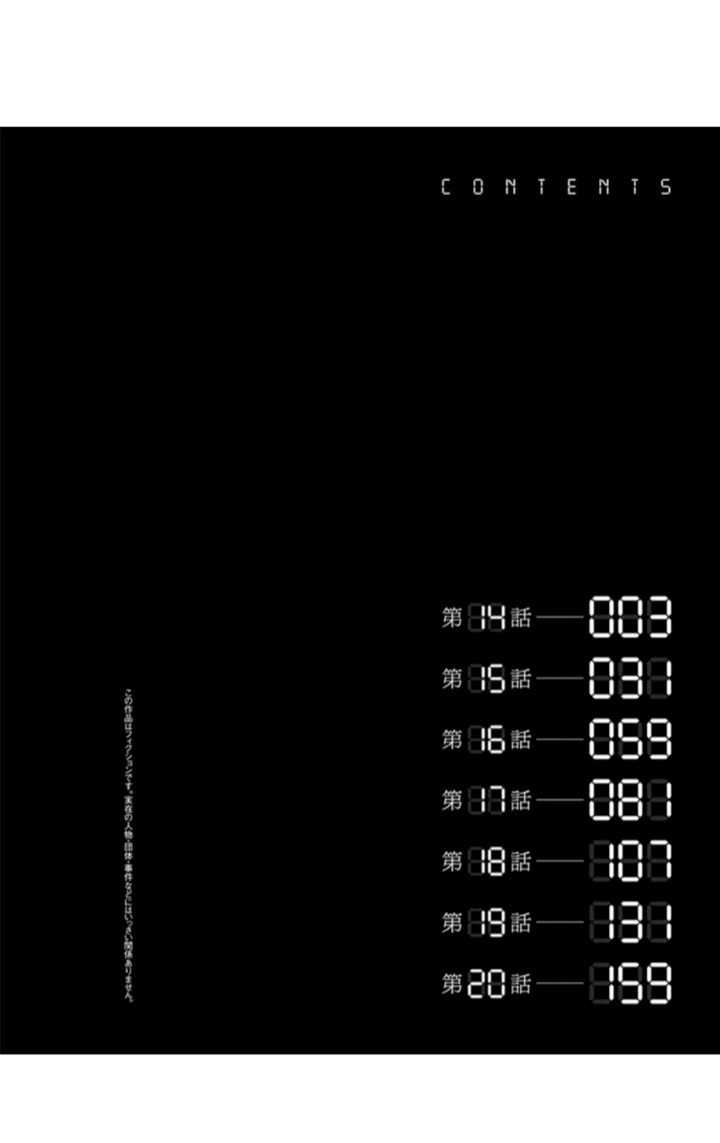 CONTENTS
第14話——003
第15話——031
第16話——059
第17話——081
第18話——107
第19話——131
第20話——159
この作品はフィクションです。実在の人物・団体・事件などにはいっさい関係ありません。